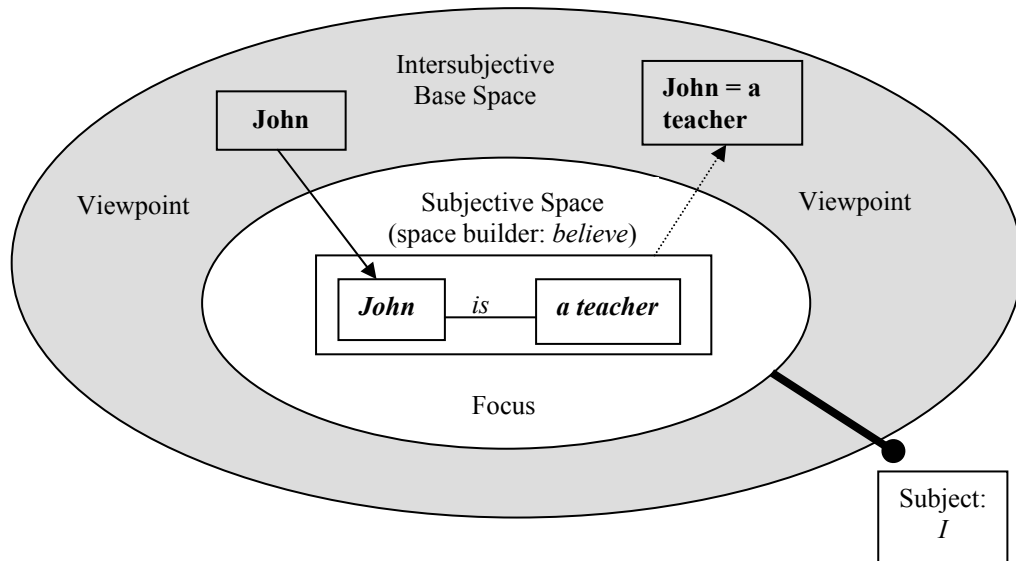 Intersubjective
Base Space
John
John = a
teacher
Viewpoint
Viewpoint
Subjective Space
(space builder: believe)
John
is
a teacher
Focus
Subject:
I